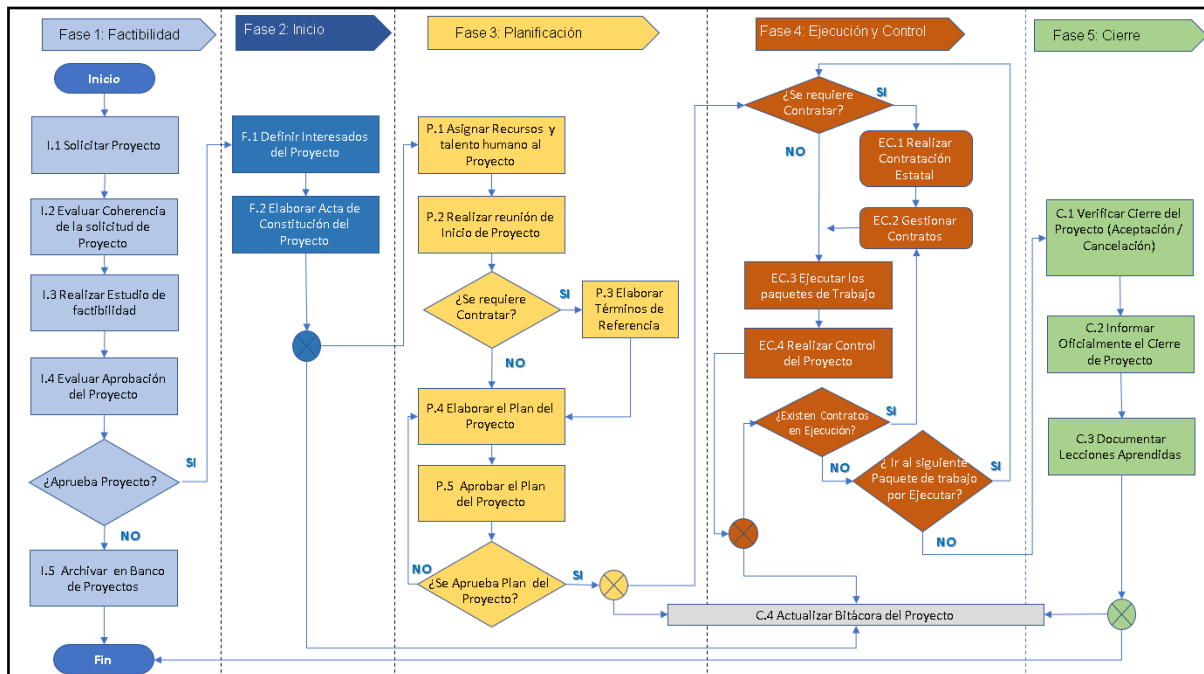 Fase 1: Factibilidad
Fase 2: Inicio
Fase 3: Planificación
Fase 4: Ejecución y Control
Fase 5: Cierre
Inicio
I.1 Solicitar Proyecto
I.2 Evaluar Coherencia
de la solicitud de
Proyecto
I.3 Realizar Estudio de
factibilidad
I.4 Evaluar Aprobación
del Proyecto
¿Aprueba Proyecto?
SI
NO
I.5 Archivar en Banco
de Proyectos
Fin
F.1 Definir Interesados
del Proyecto
F.2 Elaborar Acta de
Constitución del
Proyecto
P.1 Asignar Recursos y
talento humano al
Proyecto
P.2 Realizar reunión de
Inicio de Proyecto
¿Se requiere
Contratar?
SI
NO
P.3 Elaborar
Términos de
Referencia
P.4 Elaborar el Plan del
Proyecto
P.5 Aprobar el Plan
del Proyecto
¿Se Aprueba Plan del
Proyecto?
NO
SI
¿Se requiere
Contratar?
SI
NO
EC.1 Realizar
Contratación
Estatal
EC.2 Gestionar
Contratos
EC.3 Ejecutar los
paquetes de Trabajo
EC.4 Realizar Control
del Proyecto
¿Existen Contratos
en Ejecución?
SI
NO
¿ Ir al siguiente
Paquete de trabajo
por Ejecutar?
SI
NO
C.1 Verificar Cierre del
Proyecto (Aceptación /
Cancelación)
C.2 Informar
Oficialmente el Cierre
de Proyecto
C.3 Documentar
Lecciones Aprendidas
C.4 Actualizar Bitácora del Proyecto